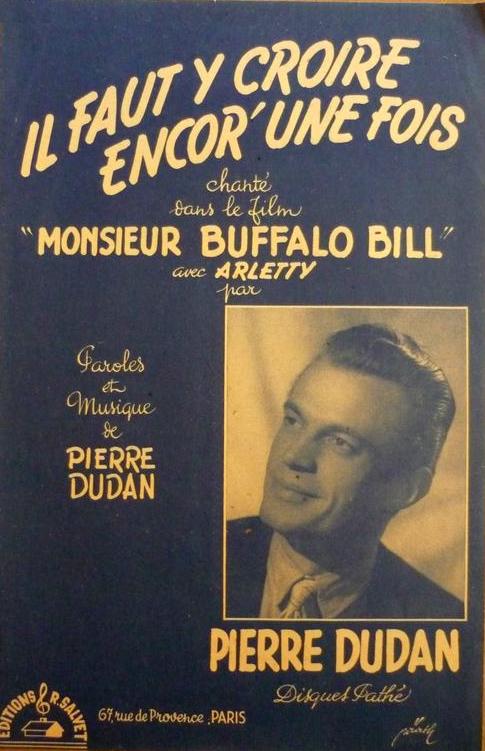 IL FAUT Y CROIRE
ENCOR' UNE FOIS
chanté
dans le film
"MONSIEUR BUFFALO BILL"
avec ARLETTY
par
Paroles
et
Musique
de
PIERRE
DUDAN
PIERRE DUDAN
Disques Pathé
EDITIONS R. SALVET
67, rue de Provence . PARIS